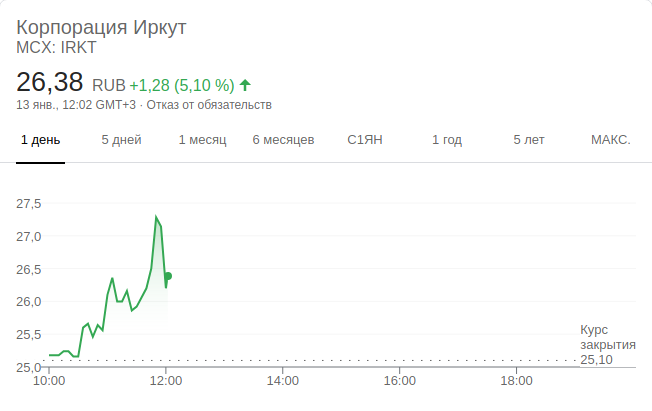 Корпорация Иркут
MCX: IRKT
26,38 RUB +1,28 (5,10 %)
13 янв., 12:02 GMT+3 · Отказ от обязательств
1 день 5 дней 1 месяц 6 месяцев С1ЯН 1 год 5 лет МАКС.
27,5
27,0
26,5
26,0
25,5
25,0
Курс
закрытия
25,10
10:00 12:00 14:00 16:00 18:00